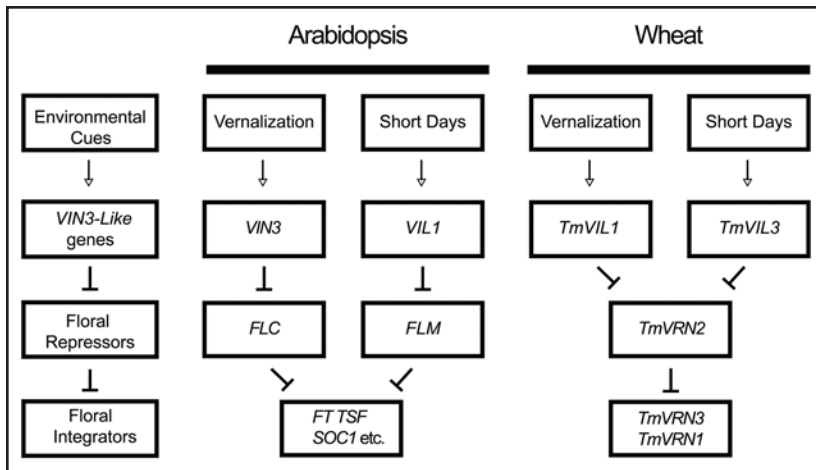 Arabidopsis
Wheat
Environmental
Cues
Vernalization
Short Days
Vernalization
Short Days
VIN3-Like
genes
VIN3
VIL1
TmVIL1
TmVIL3
Floral
Repressors
FLC
FLM
TmVRN2
Floral
Integrators
FT TSF
SOC1 etc.
TmVRN3
TmVRN1